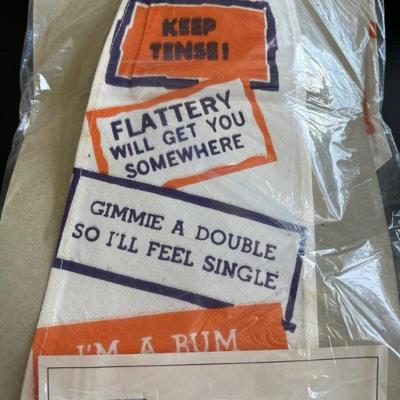 KEEP
TENSE!
FLATTERY
WILL GET YOU
SOMEWHERE
GIMMIE A DOUBLE
SO I'LL FEEL SINGLE
I'M A BUM